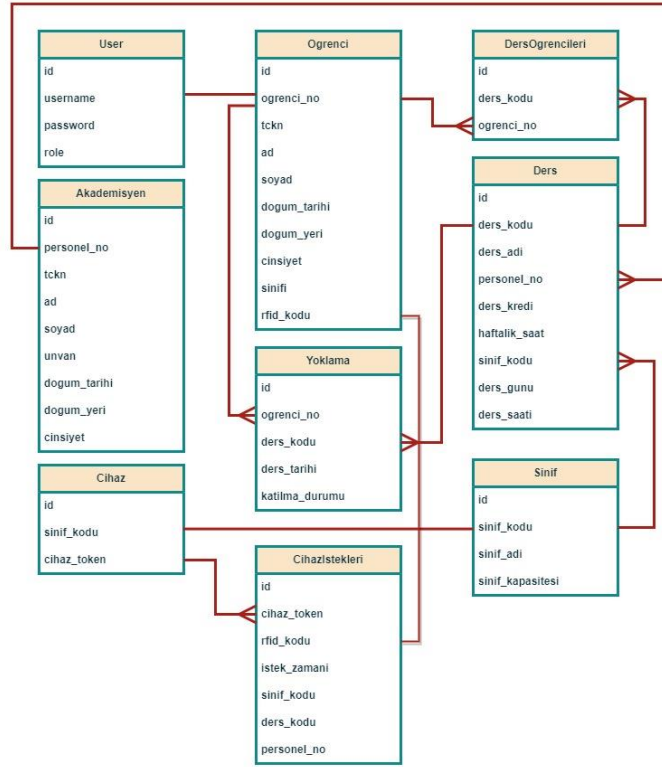 User
id
username
password
role
Akademisyen
id
personel_no
tckn
ad
soyad
unvan
dogum_tarihi
dogum_yeri
cinsiyet
Cihaz
id
sinif_kodu
cihaz_token
Ogrenci
id
ogrenci_no
tckn
ad
soyad
dogum_tarihi
dogum_yeri
cinsiyet
sinifi
rfid_kodu
Yoklama
id
ogrenci_no
ders_kodu
ders_tarihi
katilma_durumu
CihazIstekleri
id
cihaz_token
rfid_kodu
istek_zamani
sinif_kodu
ders_kodu
personel_no
DersOgrencileri
id
ders_kodu
ogrenci_no
Ders
id
ders_kodu
ders_adi
personel_no
ders_kredi
haftalik_saat
sinif_kodu
ders_gunu
ders_saati
Sinif
id
sinif_kodu
sinif_adi
sinif_kapasitesi